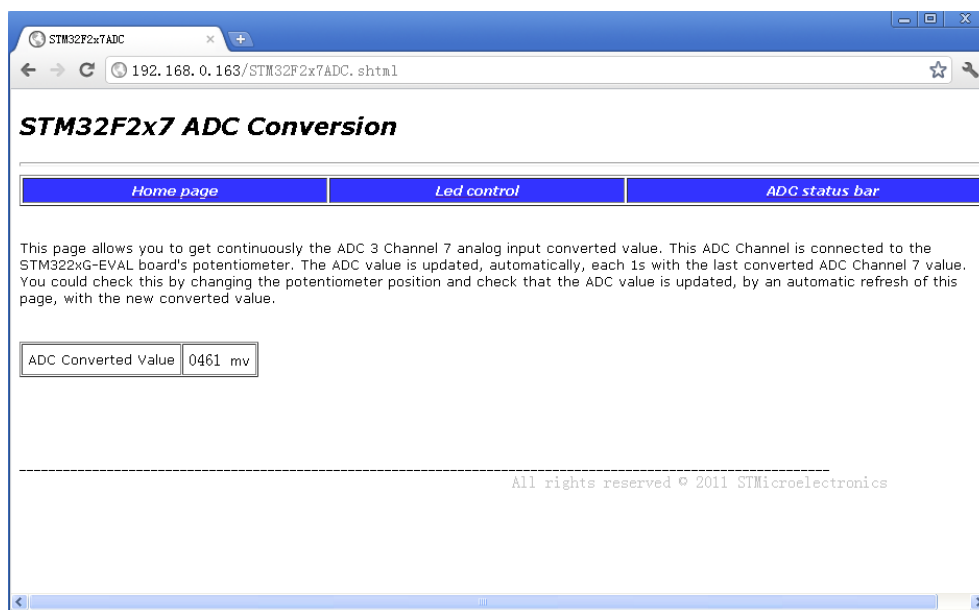 STM32F2x7ADC
192.168.0.163/STM32F2x7ADC.shtml
STM32F2x7 ADC Conversion
Home page Led control ADC status bar
This page allows you to get continuously the ADC 3 Channel 7 analog input converted value. This ADC Channel is connected to the
STM322xG-EVAL board's potentiometer. The ADC value is updated, automatically, each 1s with the last converted ADC Channel 7 value.
You could check this by changing the potentiometer position and check that the ADC value is updated, by an automatic refresh of this
page, with the new converted value.
ADC Converted Value 0461 mv
All rights reserved © 2011 STMicroelectronics